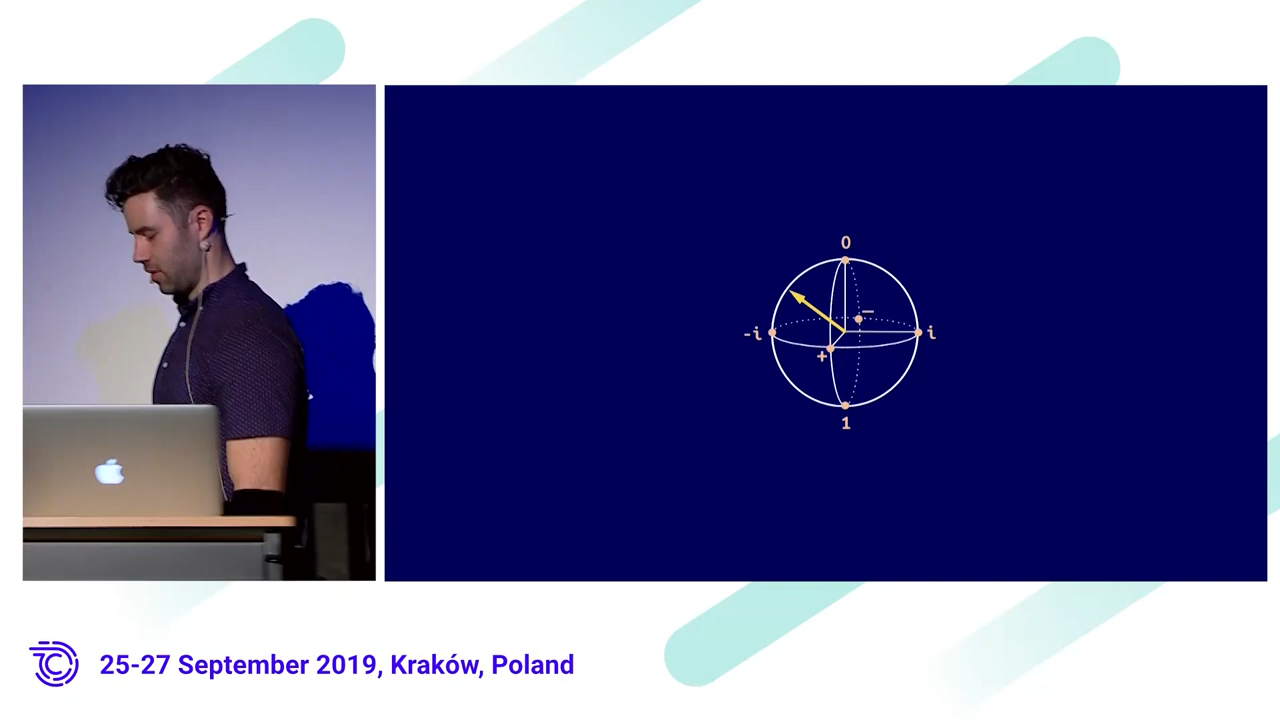 0
−
-i
i
+
1
25-27 September 2019, Kraków, Poland